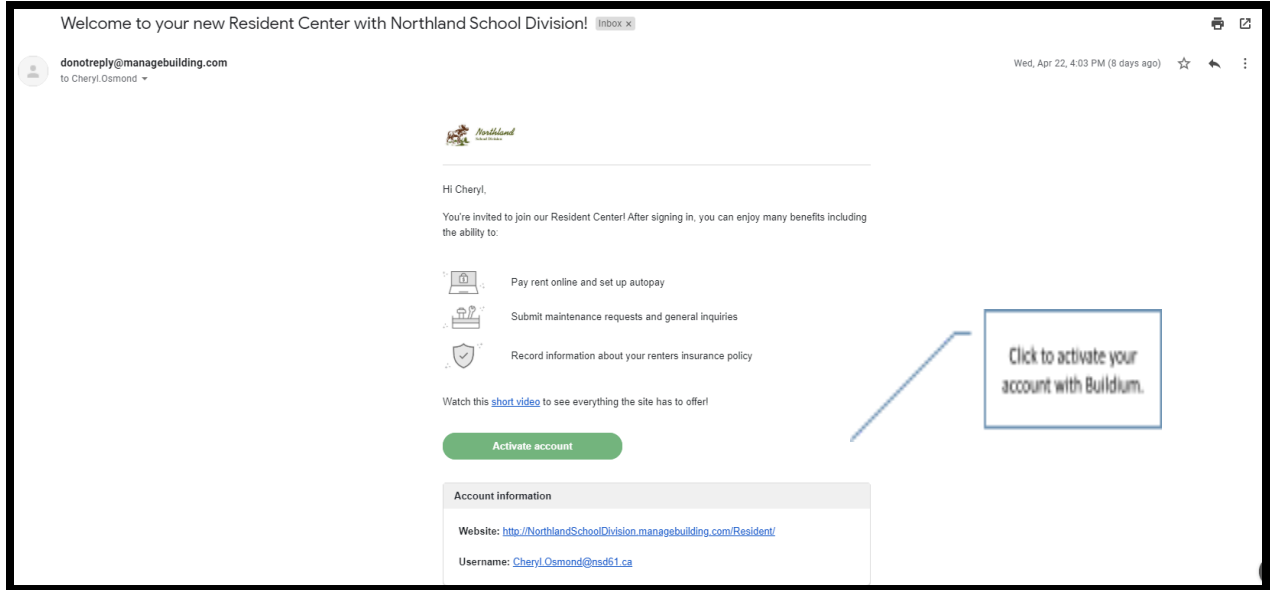 Welcome to your new Resident Center with Northland School Division! Inbox x
donotreply@managebuilding.com
to Cheryl.Osmond
Wed, Apr 22, 4:03 PM (8 days ago)
Northland
School Division
Hi Cheryl,
You're invited to join our Resident Center! After signing in, you can enjoy many benefits including
the ability to:
Pay rent online and set up autopay
Submit maintenance requests and general inquiries
Record information about your renters insurance policy
Watch this short video to see everything the site has to offer!
Activate account
Click to activate your
account with Buildium.
Account information
Website: http://NorthlandSchoolDivision.managebuilding.com/Resident/
Username: Cheryl.Osmond@nsd61.ca